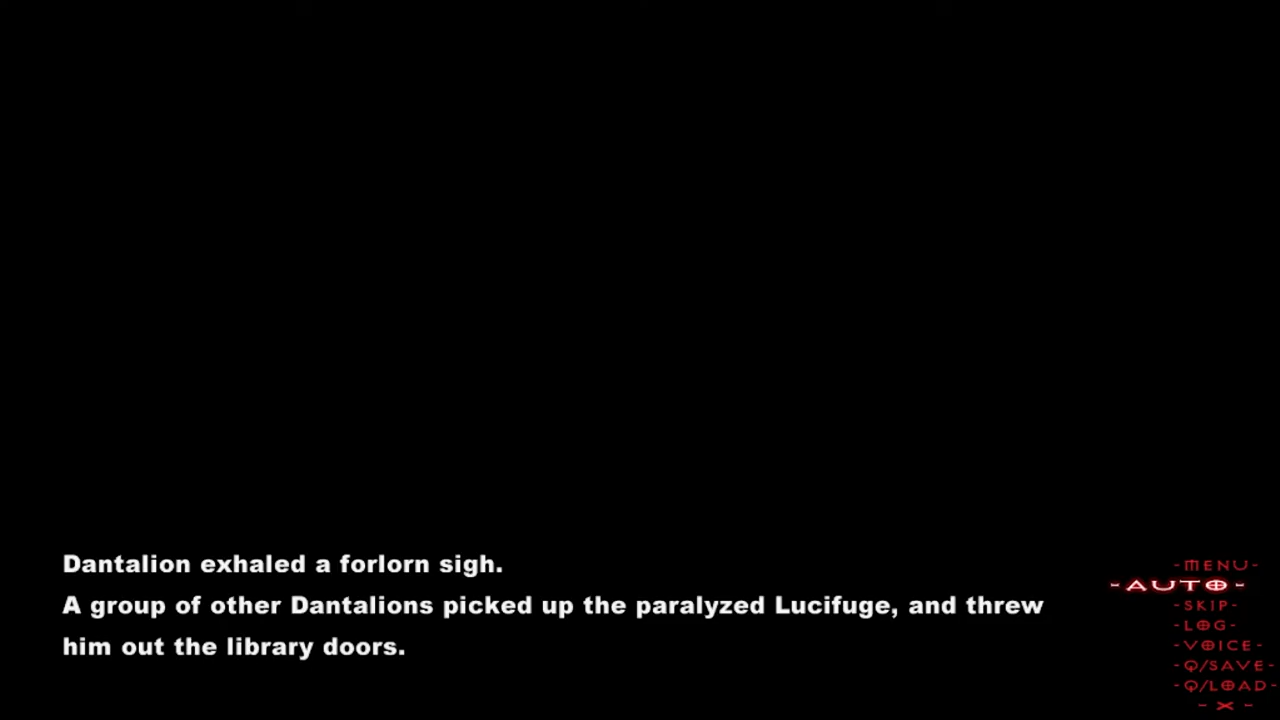 Dantalion exhaled a forlorn sigh.
A group of other Dantalions picked up the paralyzed Lucifuge, and threw
him out the library doors.
-MENU-
-AUTO-
-SKIP-
-LOG-
-VOICE-
-Q/SAVE-
-Q/LOAD-
-X-